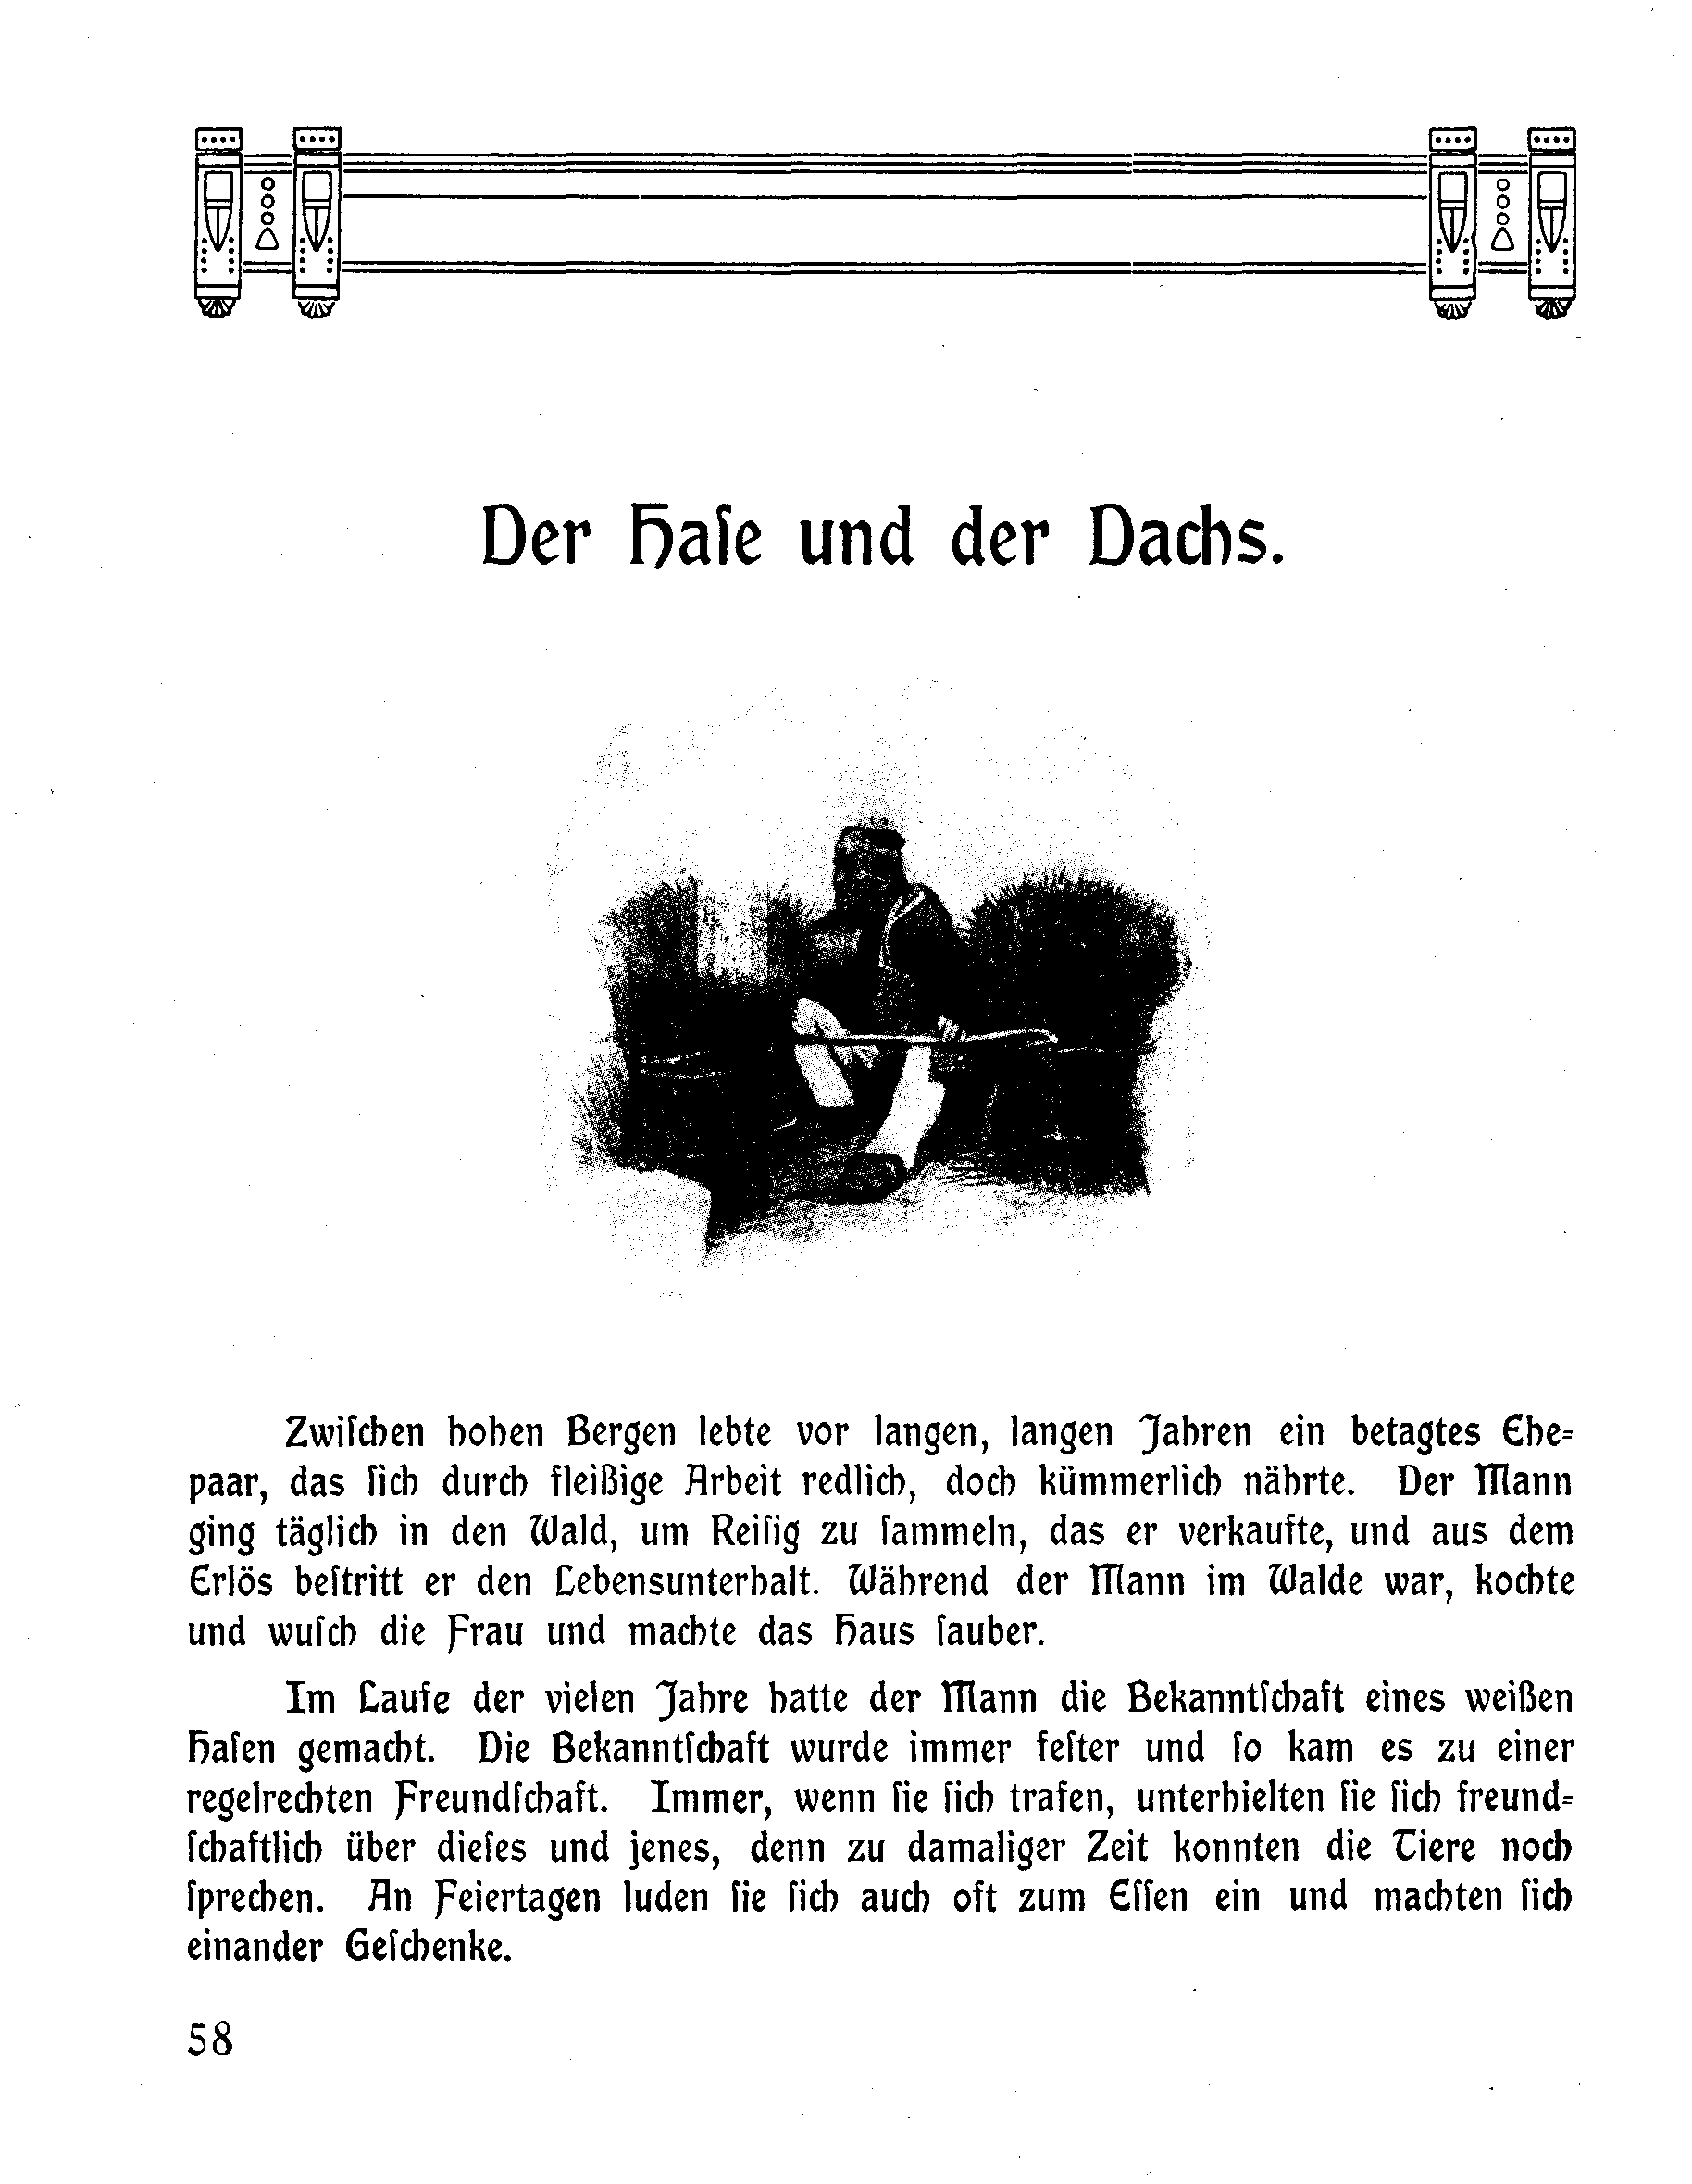 Der Haſe und der Dachs.
Zwiſchen hohen Bergen lebte vor langen, langen Jahren ein betagtes Ehe-
paar, das ſich durch fleißige Arbeit redlich, doch kümmerlich nährte. Der Mann
ging täglich in den Wald, um Reiſig zu ſammeln, das er verkaufte, und aus dem
Erlös beſtritt er den Lebensunterhalt. Während der Mann im Walde war, kochte
und wuſch die Frau und machte das Haus ſauber.
Im Laufe der vielen Jahre hatte der Mann die Bekanntſchaft eines weißen
Haſen gemacht. Die Bekanntſchaft wurde immer feſter und ſo kam es zu einer
regelrechten Freundſchaft. Immer, wenn ſie ſich trafen, unterhielten ſie ſich freund-
ſchaftlich über dieſes und jenes, denn zu damaliger Zeit konnten die Tiere noch
ſprechen. An Feiertagen luden ſie ſich auch oft zum Eſſen ein und machten ſich
einander Geſchenke.
58